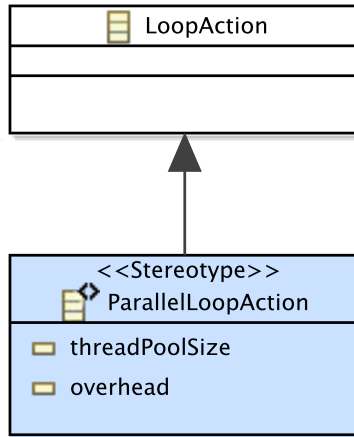 LoopAction
<<Stereotype>>
ParallelLoopAction
threadPoolSize
overhead